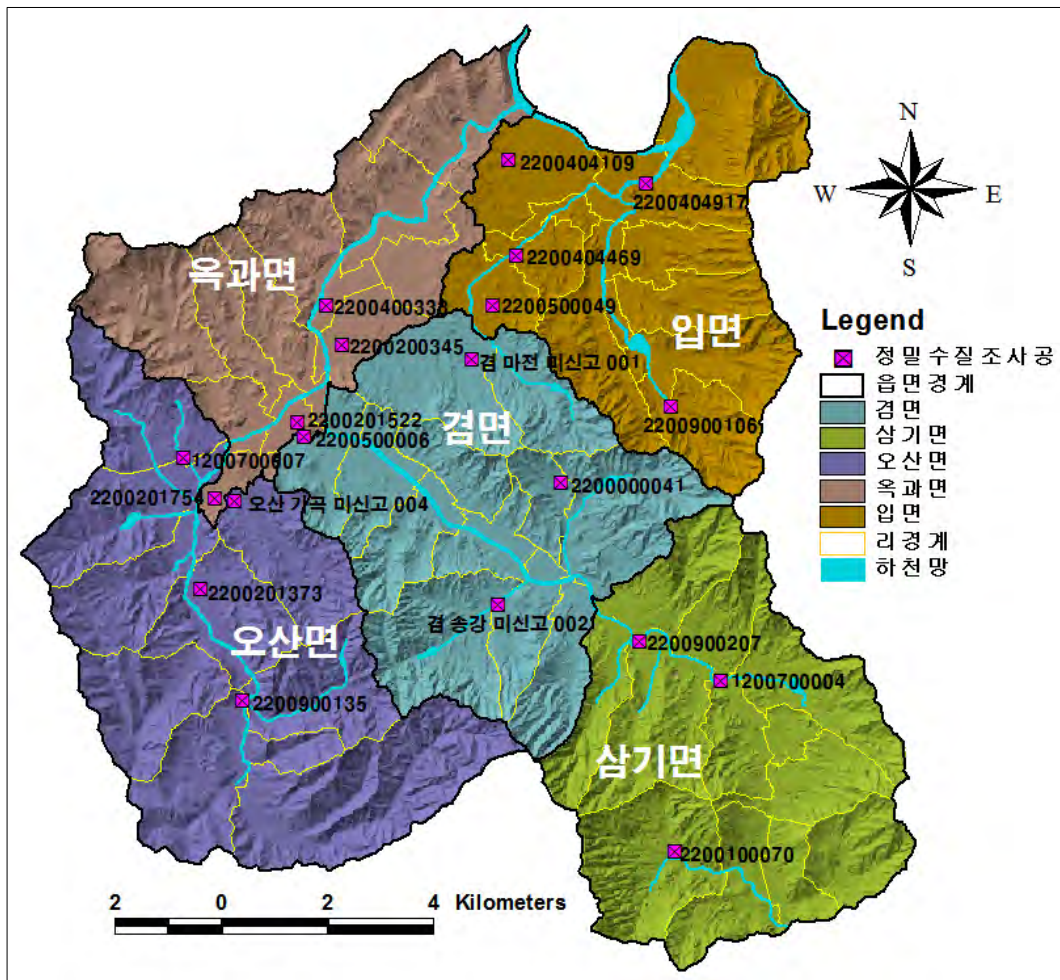 N
W
E
S
2200404109
2200404917
2200404469
옥과면
2200400338
2200500049
입면
2200200345
겸 마전 미신고 001
2200900106
2200201522
2200500006
겸면
1200700607
2200000041
2200201754
오산 가곡 미신고 004
2200201373
겸 송강 미신고 002
오산면
2200900207
1200700004
2200900135
삼기면
2200100070
Legend
정밀수질조사공
읍면경계
겸면
삼기면
오산면
옥과면
입면
리경계
하천망
2 0 2 4 Kilometers